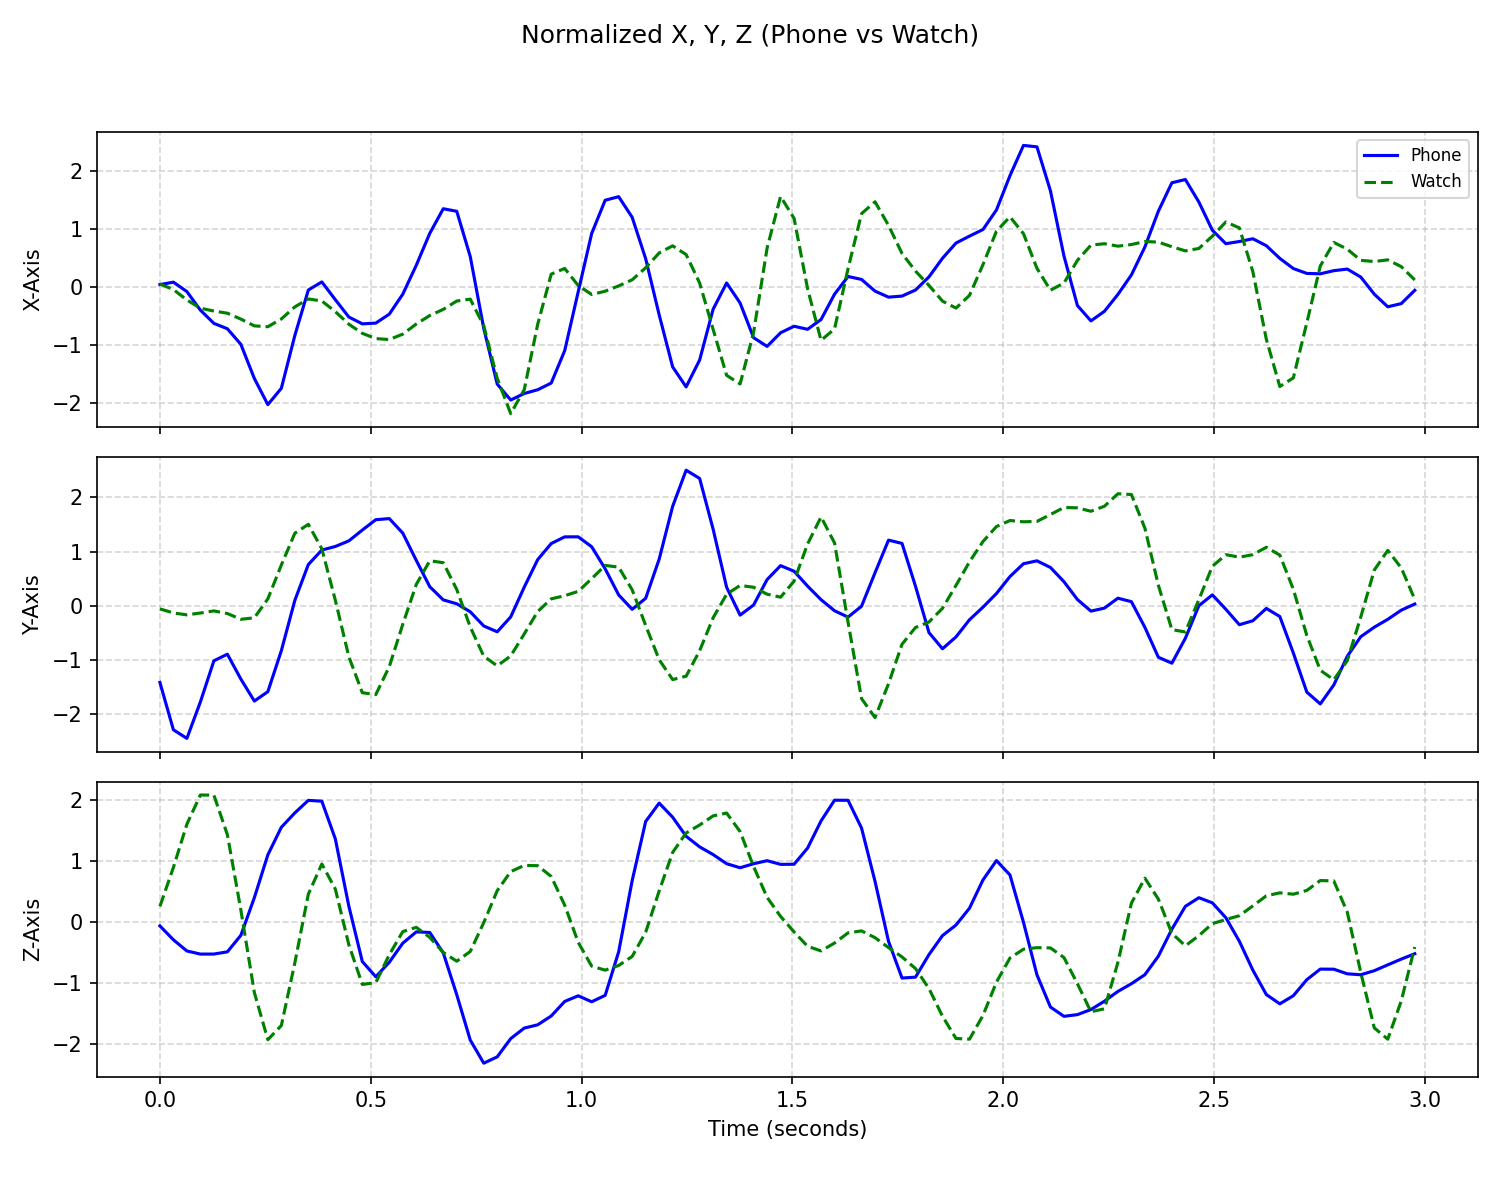 Normalized X, Y, Z (Phone vs Watch)
2
1
0
−1
−2
X-Axis
Phone
Watch
2
1
0
−1
−2
Y-Axis
2
1
0
−1
−2
Z-Axis
0.0 0.5 1.0 1.5 2.0 2.5 3.0
Time (seconds)